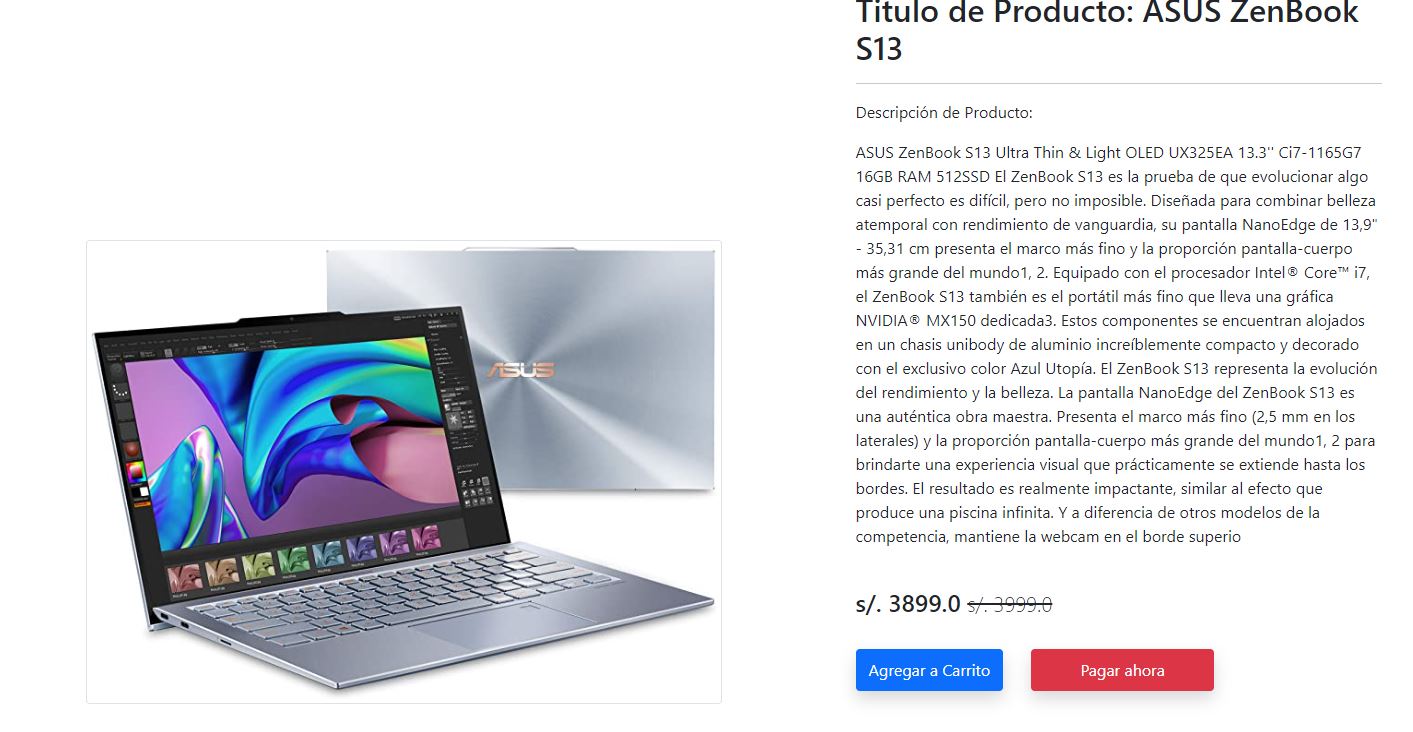 Titulo de Producto: ASUS ZenBook
S13
Descripción de Producto:
ASUS ZenBook S13 Ultra Thin & Light OLED UX325EA 13.3'' Ci7-1165G7
16GB RAM 512SSD El ZenBook S13 es la prueba de que evolucionar algo
casi perfecto es difícil, pero no imposible. Diseñada para combinar belleza
atemporal con rendimiento de vanguardia, su pantalla NanoEdge de 13,9"
- 35,31 cm presenta el marco más fino y la proporción pantalla-cuerpo
más grande del mundo1, 2. Equipado con el procesador Intel® Core™ i7,
el ZenBook S13 también es el portátil más fino que lleva una gráfica
NVIDIA® MX150 dedicada3. Estos componentes se encuentran alojados
en un chasis unibody de aluminio increíblemente compacto y decorado
con el exclusivo color Azul Utopía. El ZenBook S13 representa la evolución
del rendimiento y la belleza. La pantalla NanoEdge del ZenBook S13 es
una auténtica obra maestra. Presenta el marco más fino (2,5 mm en los
laterales) y la proporción pantalla-cuerpo más grande del mundo1, 2 para
brindarte una experiencia visual que prácticamente se extiende hasta los
bordes. El resultado es realmente impactante, similar al efecto que
produce una piscina infinita. Y a diferencia de otros modelos de la
competencia, mantiene la webcam en el borde superio
s/. 3899.0 s/. 3999.0
Agregar a Carrito Pagar ahora
ASUS